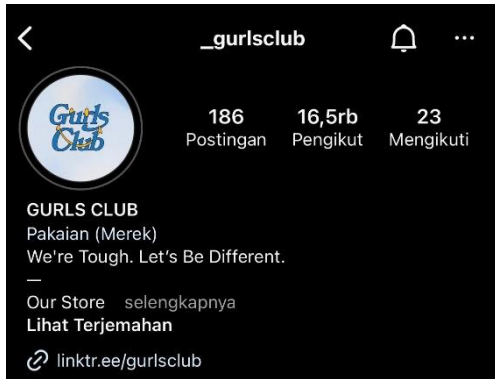 _gurlsclub
Gurls
Club
186 16,5rb 23
Postingan Pengikut Mengikuti
GURLS CLUB
Pakaian (Merek)
We're Tough. Let's Be Different.
—
Our Store selengkapnya
Lihat Terjemahan
linktr.ee/gurlsclub